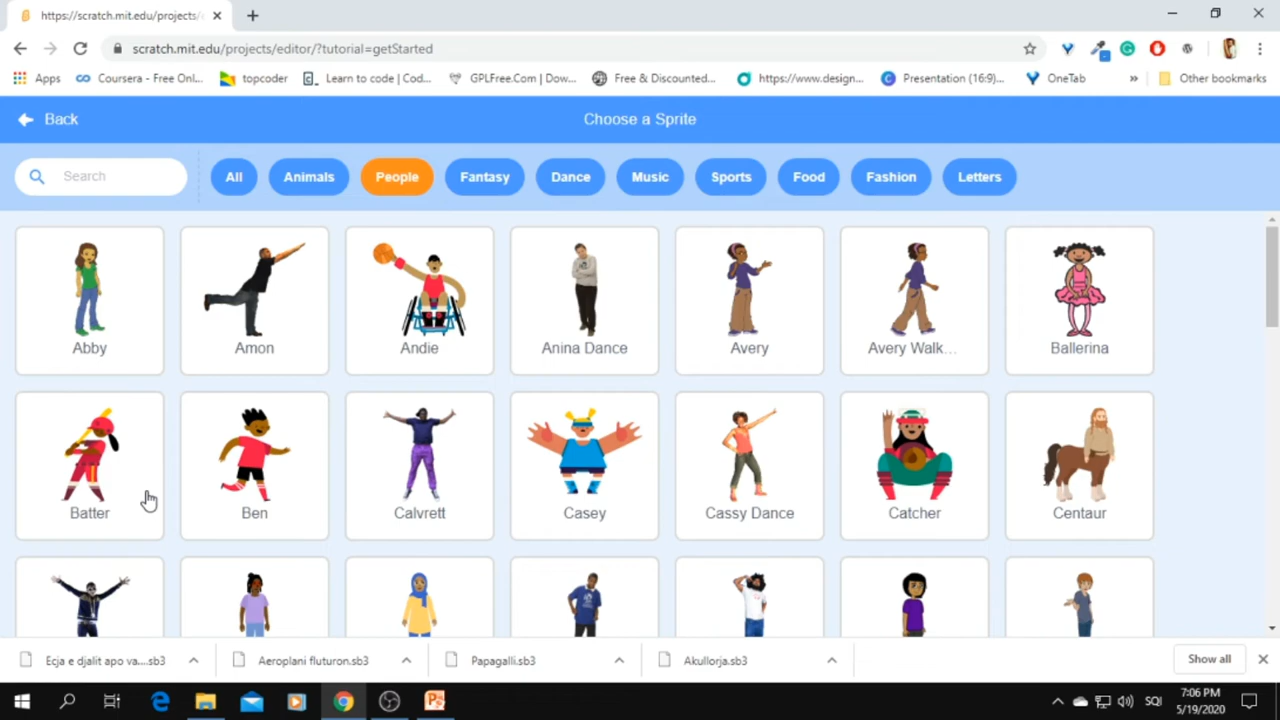 https://scratch.mit.edu/projects/
scratch.mit.edu/projects/editor/?tutorial=getStarted
Apps Coursera - Free Onl... topcoder Learn to code | Cod... GPLFree.Com | Dow... Free & Discounted... https://www.design... Presentation (16:9)... OneTab » Other bookmarks
Back Choose a Sprite
Search All Animals People Fantasy Dance Music Sports Food Fashion Letters
Abby Amon Andie Anina Dance Avery Avery Walk... Ballerina
Batter Ben Calvrett Casey Cassy Dance Catcher Centaur
Ecja e djalit apo va....sb3 Aeroplani fluturon.sb3 Papagalli.sb3 Akullorja.sb3 Show all
SQI 7:06 PM
5/19/2020